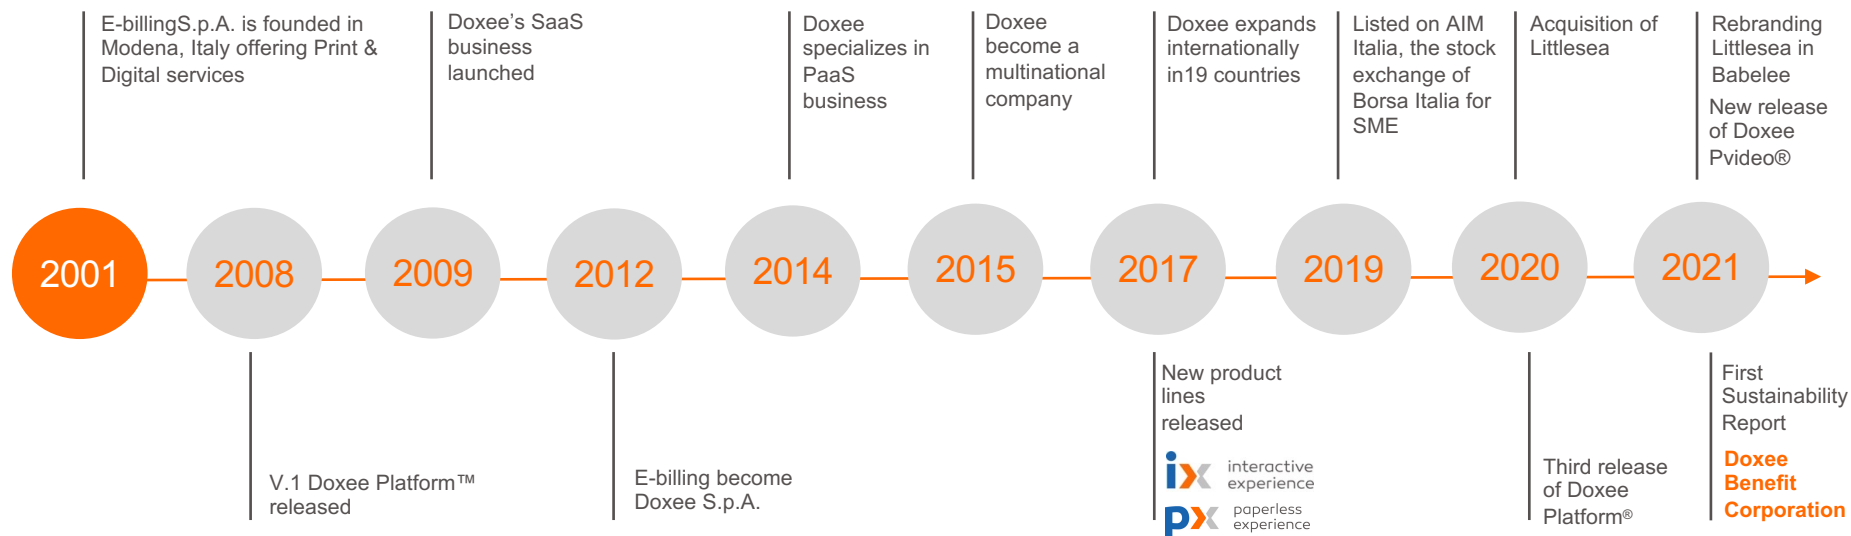 E-billingS.p.A. is founded in
Modena, Italy offering Print &
Digital services
Doxee's SaaS
business
launched
Doxee
specializes in
PaaS
business
Doxee
become a
multinational
company
Doxee expands
internationally
in19 countries
Listed on AIM
Italia, the stock
exchange of
Borsa Italia for
SME
Acquisition of
Littlesea
Rebranding
Littlesea in
Babelee
New release
of Doxee
Pvideo®
2001
2008
2009
2012
2014
2015
2017
2019
2020
2021
V.1 Doxee Platform™
released
E-billing become
Doxee S.p.A.
New product
lines
released
ix interactive
experience
px paperless
experience
Third release
of Doxee
Platform®
First
Sustainability
Report
Doxee
Benefit
Corporation